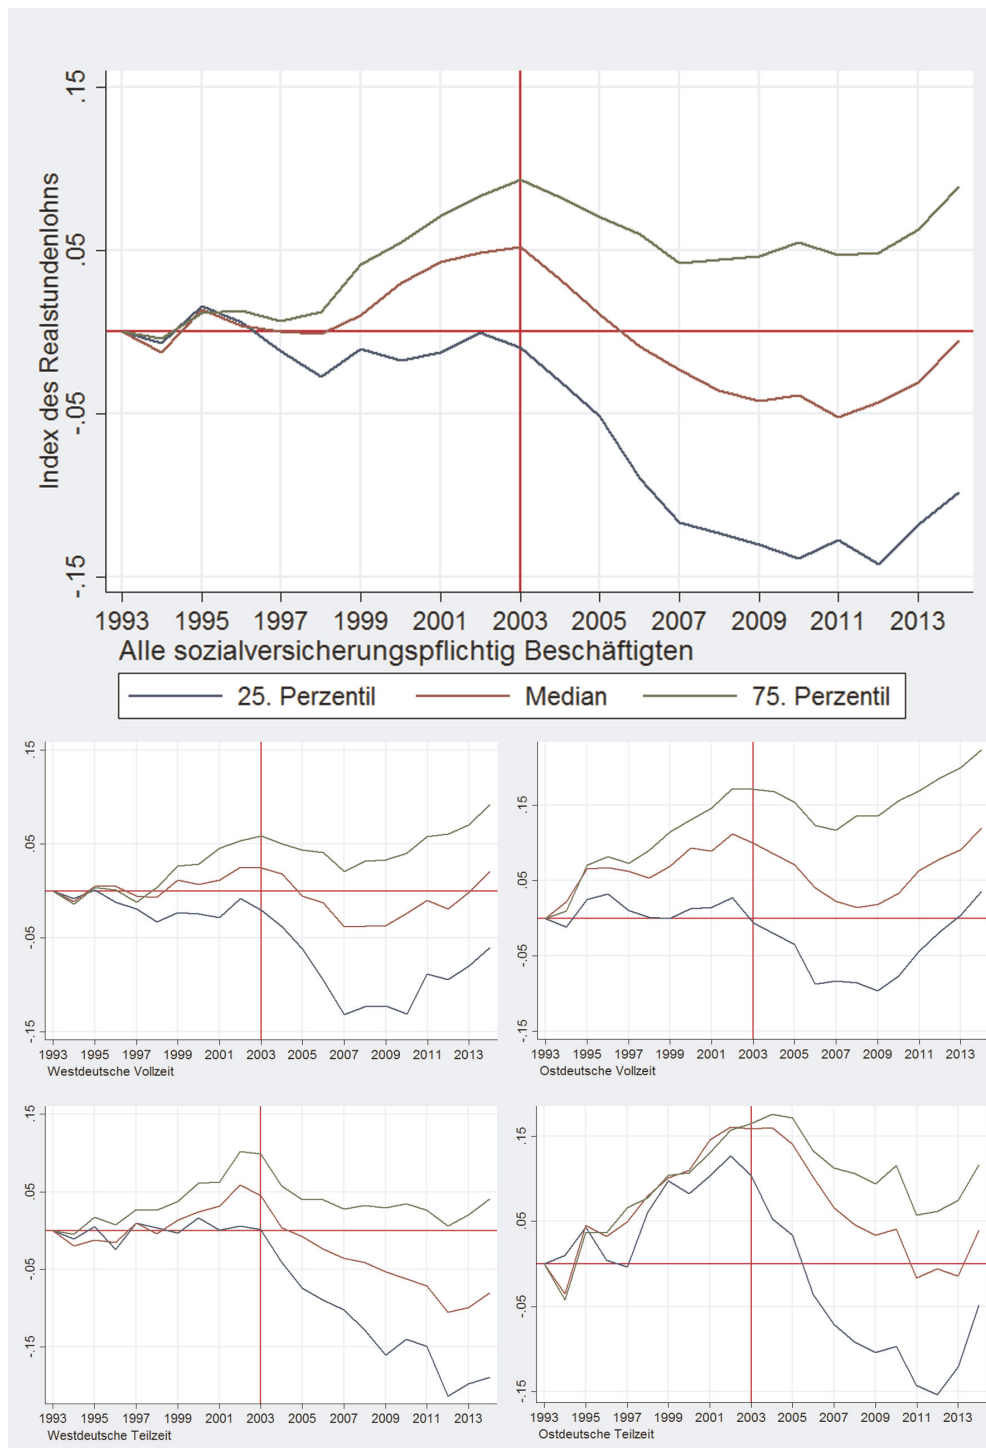 Index des Realstundenlohns
.15
.05
-.05
-.15
1993 1995 1997 1999 2001 2003 2005 2007 2009 2011 2013
Alle sozialversicherungspflichtig Beschäftigten
25. Perzentil Median 75. Perzentil
.15
.05
-.05
-.15
1993 1995 1997 1999 2001 2003 2005 2007 2009 2011 2013
Westdeutsche Vollzeit
.15
.05
-.05
-.15
1993 1995 1997 1999 2001 2003 2005 2007 2009 2011 2013
Ostdeutsche Vollzeit
.15
.05
-.05
-.15
1993 1995 1997 1999 2001 2003 2005 2007 2009 2011 2013
Westdeutsche Teilzeit
.15
.05
-.05
-.15
1993 1995 1997 1999 2001 2003 2005 2007 2009 2011 2013
Ostdeutsche Teilzeit